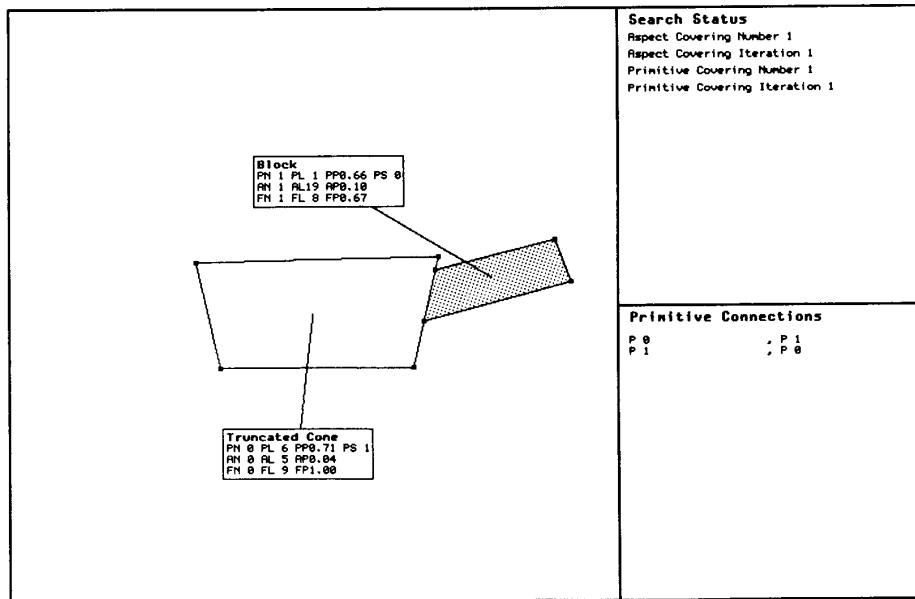 Search Status
Aspect Covering Number 1
Aspect Covering Iteration 1
Primitive Covering Number 1
Primitive Covering Iteration 1
Block
PN 1 PL 1 PP0.66 PS 0
AN 1 AL19 AP0.10
FN 1 FL 8 FP0.67
Primitive Connections
P 0 , P 1
P 1 , P 0
Truncated Cone
PN 0 PL 6 PP0.71 PS 1
AN 0 AL 5 AP0.04
FN 0 FL 9 FP1.00